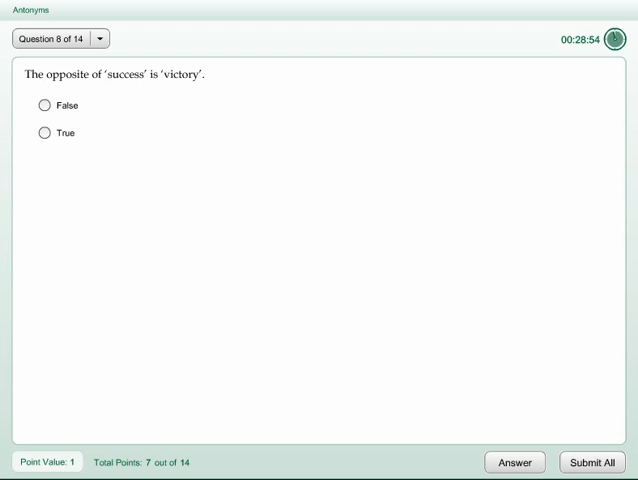 Antonyms
Question 8 of 14
00:28:54
The opposite of ‘success’ is ‘victory’.
False
True
Point Value: 1
Total Points: 7 out of 14
Answer
Submit All